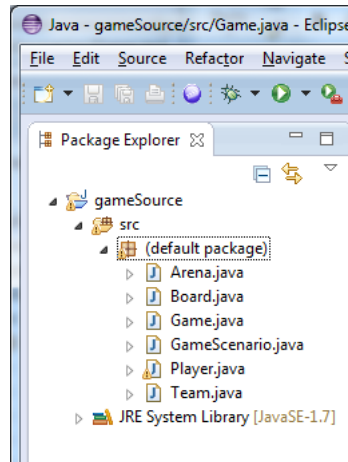 Java - gameSource/src/Game.java - Eclipse
File Edit Source Refactor Navigate S
Package Explorer
gameSource
src
(default package)
Arena.java
Board.java
Game.java
GameScenario.java
Player.java
Team.java
JRE System Library [JavaSE-1.7]